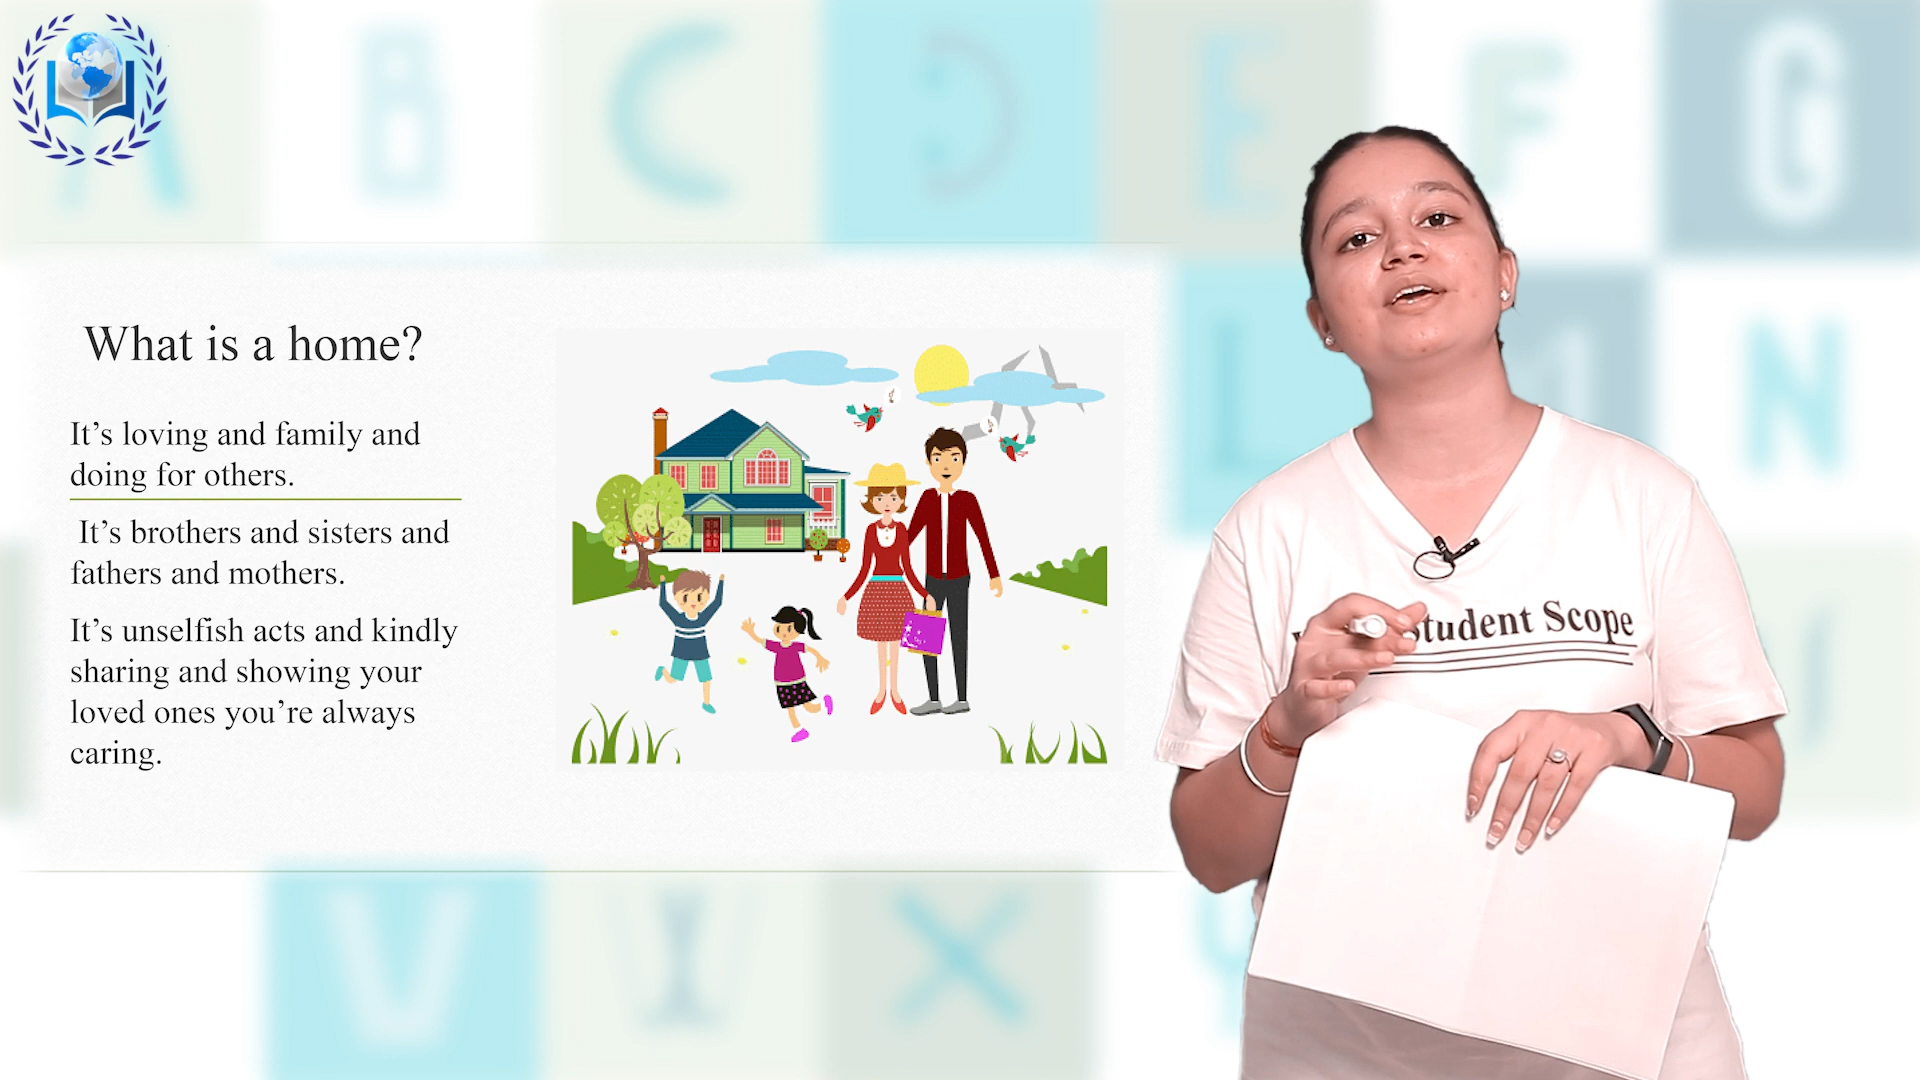 A B C D E F G
What is a home?
It’s loving and family and
doing for others.
It’s brothers and sisters and
fathers and mothers.
It’s unselfish acts and kindly
sharing and showing your
loved ones you’re always
caring.
L M N
Student Scope
V X